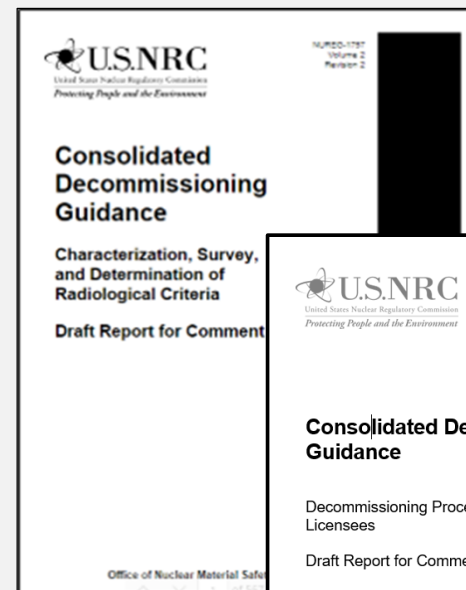 U.S.NRC
United States Nuclear Regulatory Commission
Protecting People and the Environment
NUREG-1757
Volume 2
Revision 2
Consolidated
Decommissioning
Guidance
Characterization, Survey,
and Determination of
Radiological Criteria
Draft Report for Comment
Office of Nuclear Material Safe
U.S.NRC
United States Nuclear Regulatory Commission
Protecting People and the Environment
Consolidated De
Guidance
Decommissioning Proce
Licensees
Draft Report for Comme